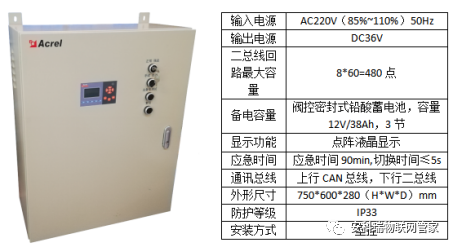 Acrel
输入电源 AC220V（85%~110%）50Hz
输出电源 DC36V
二总线回
路最大容
量
8*60=480 点
备电容量
阀控密封式铅酸蓄电池，容量
12V/38Ah，3 节
显示功能 点阵液晶显示
应急时间 应急时间 90min,切换时间≤5s
通讯总线 上行 CAN 总线，下行二总线
外形尺寸 750*600*280（H*W*D）mm
防护等级 IP33
安装方式
安科瑞物联网管家